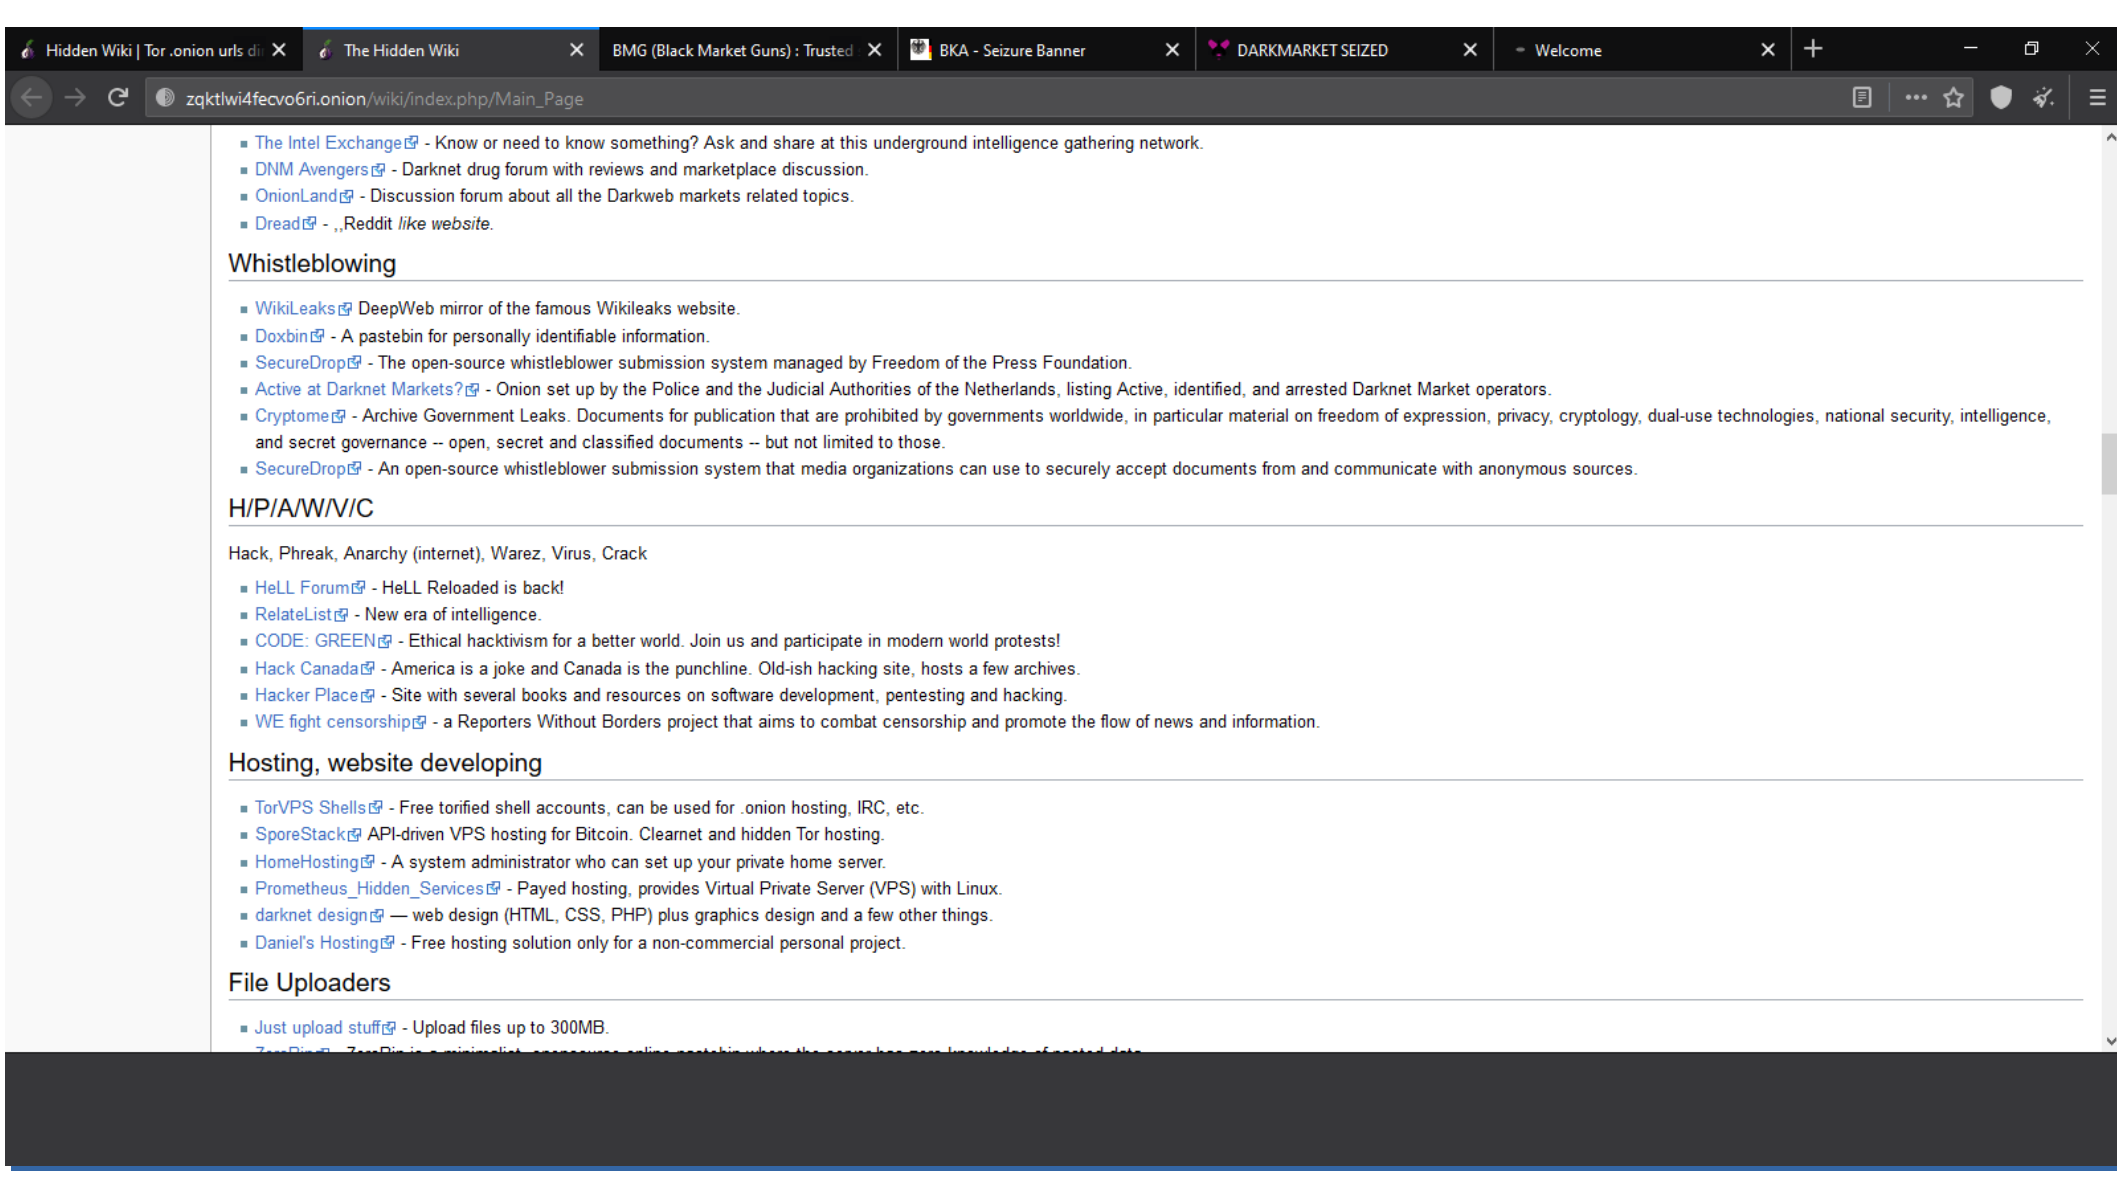 Hidden Wiki | Tor .onion urls di
The Hidden Wiki
BMG (Black Market Guns) : Trusted
BKA - Seizure Banner
DARKMARKET SEIZED
Welcome
zqktlwi4fecvo6ri.onion/wiki/index.php/Main_Page
The Intel Exchange - Know or need to know something? Ask and share at this underground intelligence gathering network.
DNM Avengers - Darknet drug forum with reviews and marketplace discussion.
OnionLand - Discussion forum about all the Darkweb markets related topics.
Dread - ,,Reddit like website.
Whistleblowing
WikiLeaks DeepWeb mirror of the famous Wikileaks website.
Doxbin - A pastebin for personally identifiable information.
SecureDrop - The open-source whistleblower submission system managed by Freedom of the Press Foundation.
Active at Darknet Markets? - Onion set up by the Police and the Judicial Authorities of the Netherlands, listing Active, identified, and arrested Darknet Market operators.
Cryptome - Archive Government Leaks. Documents for publication that are prohibited by governments worldwide, in particular material on freedom of expression, privacy, cryptology, dual-use technologies, national security, intelligence,
and secret governance -- open, secret and classified documents -- but not limited to those.
SecureDrop - An open-source whistleblower submission system that media organizations can use to securely accept documents from and communicate with anonymous sources.
H/P/A/W/V/C
Hack, Phreak, Anarchy (internet), Warez, Virus, Crack
HeLL Forum - HeLL Reloaded is back!
RelateList - New era of intelligence.
CODE: GREEN - Ethical hacktivism for a better world. Join us and participate in modern world protests!
Hack Canada - America is a joke and Canada is the punchline. Old-ish hacking site, hosts a few archives.
Hacker Place - Site with several books and resources on software development, pentesting and hacking.
WE fight censorship - a Reporters Without Borders project that aims to combat censorship and promote the flow of news and information.
Hosting, website developing
TorVPS Shells - Free torified shell accounts, can be used for .onion hosting, IRC, etc.
SporeStack API-driven VPS hosting for Bitcoin. Clearnet and hidden Tor hosting.
HomeHosting - A system administrator who can set up your private home server.
Prometheus_Hidden_Services - Payed hosting, provides Virtual Private Server (VPS) with Linux.
darknet design — web design (HTML, CSS, PHP) plus graphics design and a few other things.
Daniel's Hosting - Free hosting solution only for a non-commercial personal project.
File Uploaders
Just upload stuff - Upload files up to 300MB.
ZeroBin - ZeroBin is a minimalist, opensource online pastebin where the server has zero knowledge of pasted data.